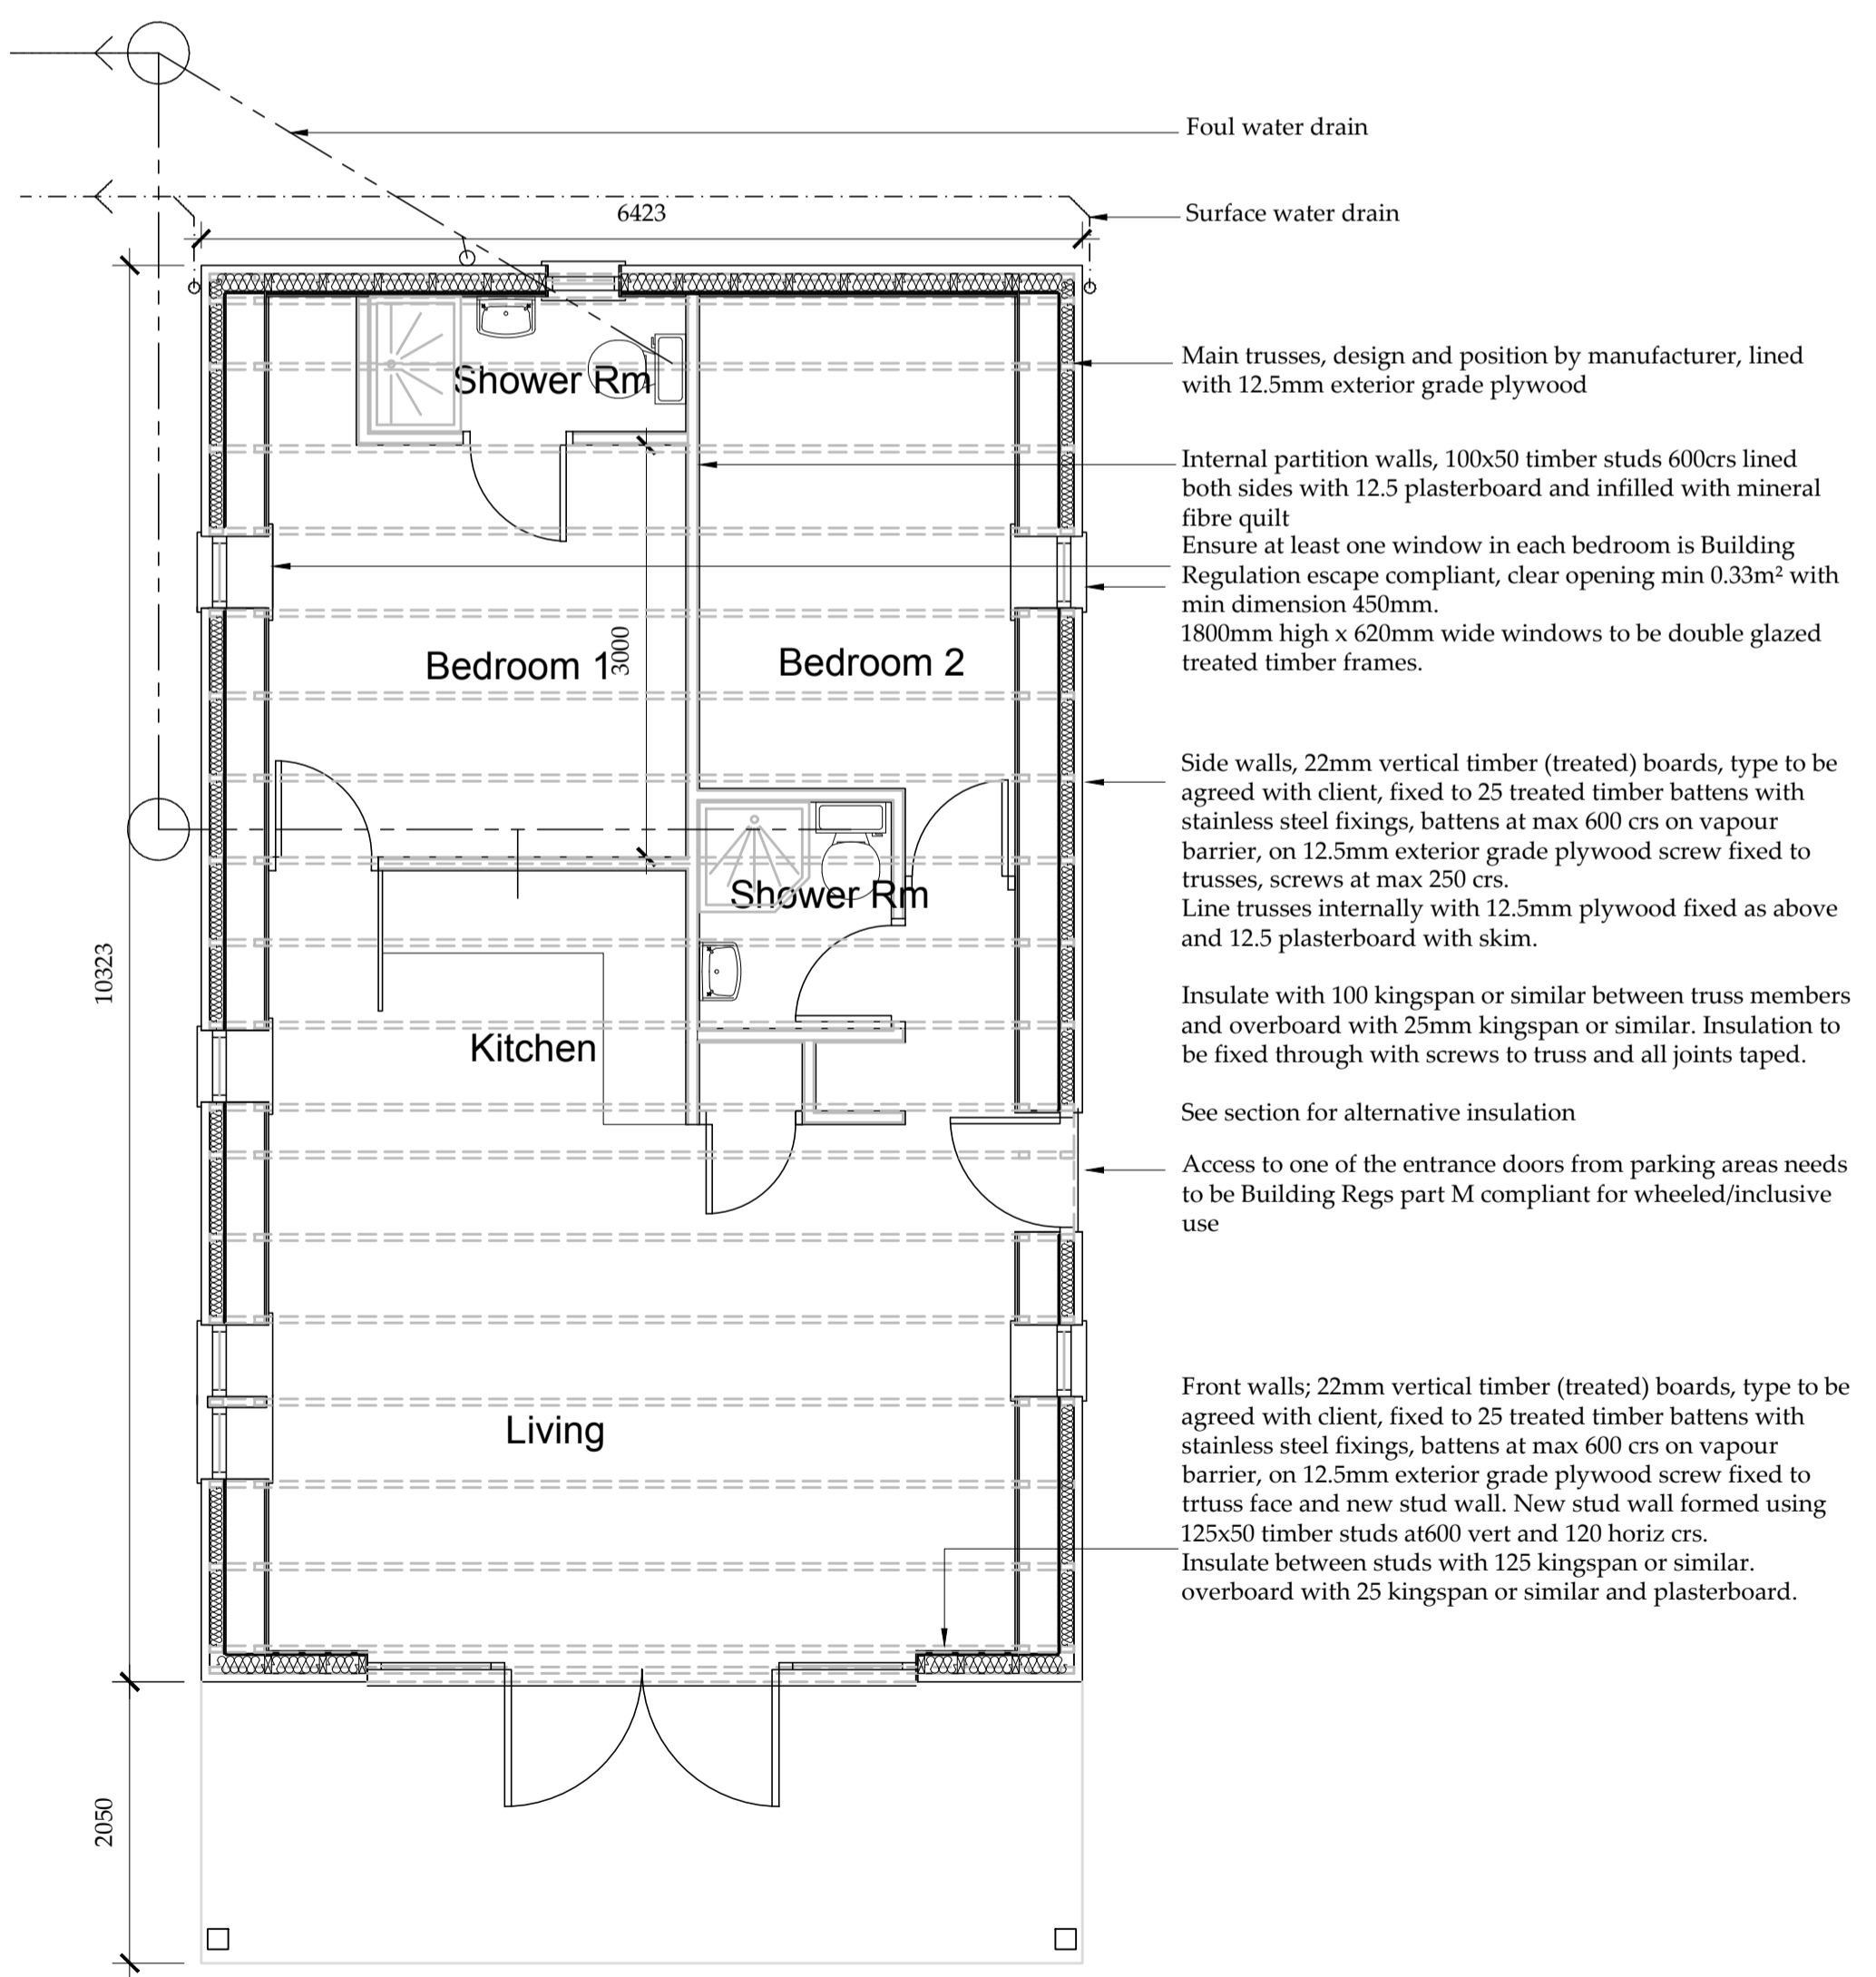 Foul water drain
6423
Surface water drain
Main trusses, design and position by manufacturer, lined
with 12.5mm exterior grade plywood
Shower Rm
Internal partition walls, 100x50 timber studs 600crs lined
both sides with 12.5 plasterboard and infilled with mineral
fibre quilt
Ensure at least one window in each bedroom is Building
Regulation escape compliant, clear opening min 0.33m² with
min dimension 450mm.
1800mm high x 620mm wide windows to be double glazed
treated timber frames.
Bedroom 1
3000
Bedroom 2
Side walls, 22mm vertical timber (treated) boards, type to be
agreed with client, fixed to 25 treated timber battens with
stainless steel fixings, battens at max 600 crs on vapour
barrier, on 12.5mm exterior grade plywood screw fixed to
trusses, screws at max 250 crs.
Line trusses internally with 12.5mm plywood fixed as above
and 12.5 plasterboard with skim.
Shower Rm
10323
Insulate with 100 kingspan or similar between truss members
and overboard with 25mm kingspan or similar. Insulation to
be fixed through with screws to truss and all joints taped.
Kitchen
See section for alternative insulation
Access to one of the entrance doors from parking areas needs
to be Building Regs part M compliant for wheeled/inclusive
use
Living
Front walls; 22mm vertical timber (treated) boards, type to be
agreed with client, fixed to 25 treated timber battens with
stainless steel fixings, battens at max 600 crs on vapour
barrier, on 12.5mm exterior grade plywood screw fixed to
trtuss face and new stud wall. New stud wall formed using
125x50 timber studs at600 vert and 120 horiz crs.
Insulate between studs with 125 kingspan or similar.
overboard with 25 kingspan or similar and plasterboard.
2050